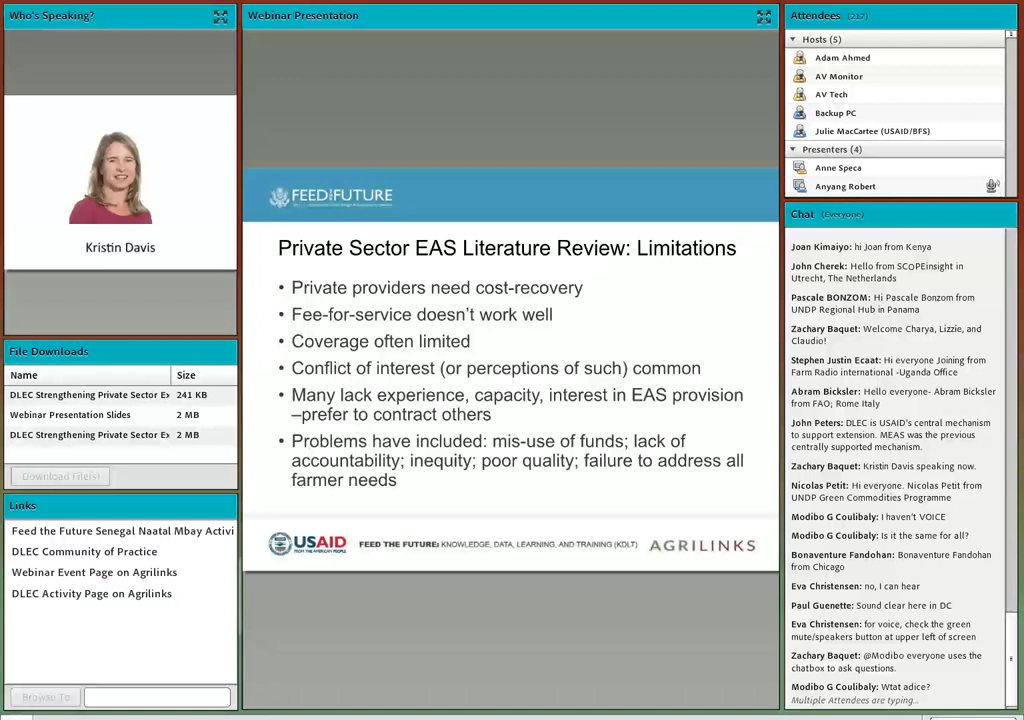 Who's Speaking?
Kristin Davis
File Downloads
Name Size
DLEC Strengthening Private Sector Ex 241 KB
Webinar Presentation Slides 2 MB
DLEC Strengthening Private Sector Ex 2 MB
Download File(s)
Links
Feed the Future Senegal Naatal Mbay Activi
DLEC Community of Practice
Webinar Event Page on Agrilinks
DLEC Activity Page on Agrilinks
Browse To
Webinar Presentation
FEED THE FUTURE
Private Sector EAS Literature Review: Limitations
• Private providers need cost-recovery
• Fee-for-service doesn't work well
• Coverage often limited
• Conflict of interest (or perceptions of such) common
• Many lack experience, capacity, interest in EAS provision
–prefer to contract others
• Problems have included: mis-use of funds; lack of
accountability; inequity; poor quality; failure to address all
farmer needs
USAID
FROM THE AMERICAN PEOPLE
FEED THE FUTURE: KNOWLEDGE, DATA, LEARNING, AND TRAINING (KDLT)
AGRILINKS
Attendees (217)
Hosts (5)
Adam Ahmed
AV Monitor
AV Tech
Backup PC
Julie MacCartee (USAID/BFS)
Presenters (4)
Anne Speca
Anyang Robert
Chat (Everyone)
Joan Kimaiyo: hi Joan from Kenya
John Cherek: Hello from SCOPEinsight in
Utrecht, The Netherlands
Pascale BONZOM: Hi Pascale Bonzom from
UNDP Regional Hub in Panama
Zachary Baquet: Welcome Charya, Lizzie, and
Claudio!
Stephen Justin Ecaat: Hi everyone Joining from
Farm Radio international -Uganda Office
Abram Bicksler: Hello everyone- Abram Bicksler
from FAO; Rome Italy
John Peters: DLEC is USAID's central mechanism
to support extension. MEAS was the previous
centrally supported mechanism.
Zachary Baquet: Kristin Davis speaking now.
Nicolas Petit: Hi everyone. Nicolas Petit from
UNDP Green Commodities Programme
Modibo G Coulibaly: I haven't VOICE
Modibo G Coulibaly: Is it the same for all?
Bonaventure Fandohan: Bonaventure Fandohan
from Chicago
Eva Christensen: no, I can hear
Paul Guenette: Sound clear here in DC
Eva Christensen: for voice, check the green
mute/speakers button at upper left of screen
Zachary Baquet: @Modibo everyone uses the
chatbox to ask questions.
Modibo G Coulibaly: Wtat adice?
Multiple Attendees are typing...